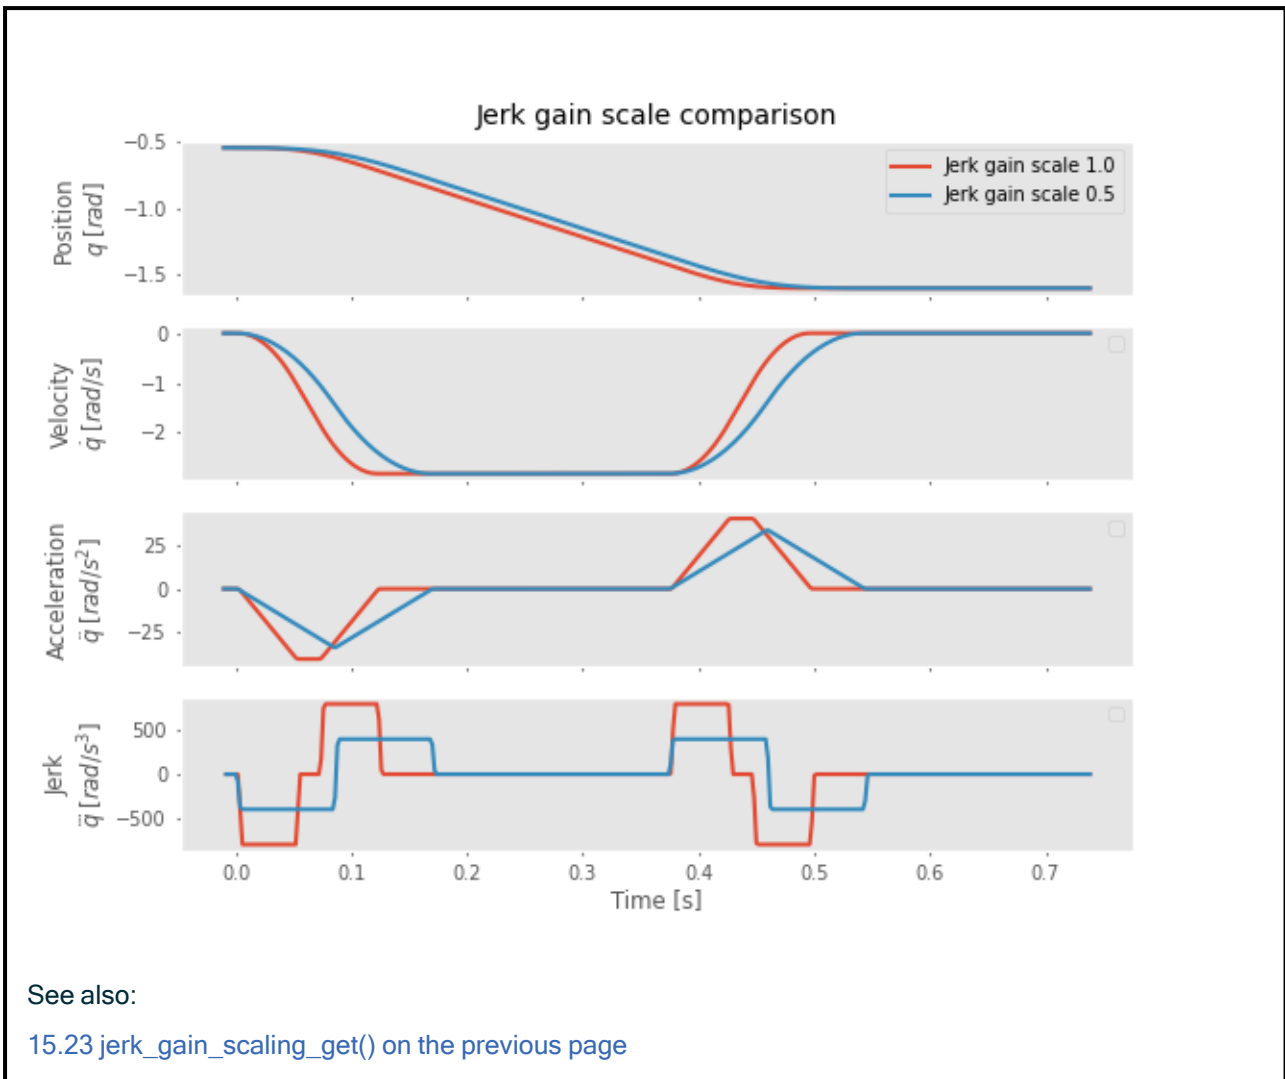 Jerk gain scale comparison
−0.5
−1.0
−1.5
Position
q [rad]
Jerk gain scale 1.0
Jerk gain scale 0.5
0
−1
−2
Velocity
q̇ [rad/s]
25
0
−25
Acceleration
q̈ [rad/s²]
500
0
−500
Jerk
q⃛ [rad/s³]
0.0 0.1 0.2 0.3 0.4 0.5 0.6 0.7
Time [s]
See also:
15.23 jerk_gain_scaling_get() on the previous page